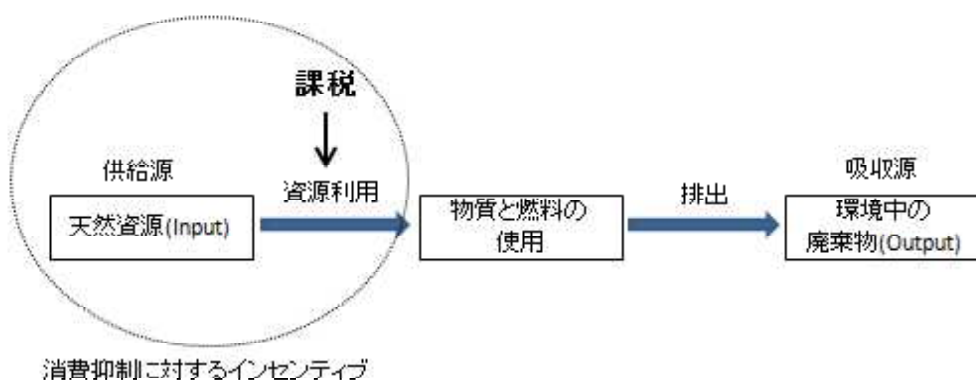 課税
供給源
資源利用
天然資源(Input)
物質と燃料の
使用
排出
吸収源
環境中の
廃棄物(Output)
消費抑制に対するインセンティブ